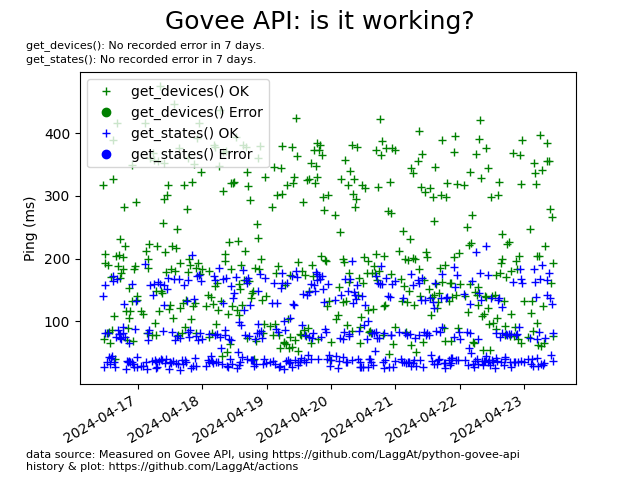 Govee API: is it working?
get_devices(): No recorded error in 7 days.
get_states(): No recorded error in 7 days.
get_devices() OK
get_devices() Error
get_states() OK
get_states() Error
Ping (ms)
400
300
200
100
2024-04-17
2024-04-18
2024-04-19
2024-04-20
2024-04-21
2024-04-22
2024-04-23
data source: Measured on Govee API, using https://github.com/LaggAt/python-govee-api
history & plot: https://github.com/LaggAt/actions